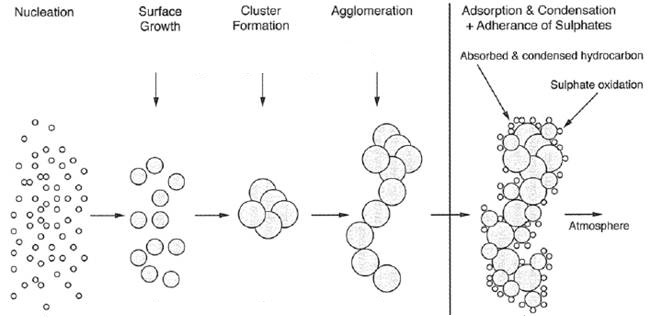 Nucleation
Surface
Growth
Cluster
Formation
Agglomeration
Adsorption & Condensation
+ Adherance of Sulphates
Absorbed & condensed hydrocarbon
Sulphate oxidation
Atmosphere